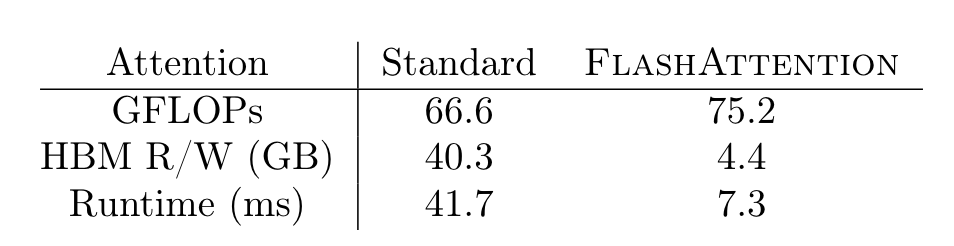 Attention Standard FLASHATTENTION
GFLOPs 66.6 75.2
HBM R/W (GB) 40.3 4.4
Runtime (ms) 41.7 7.3